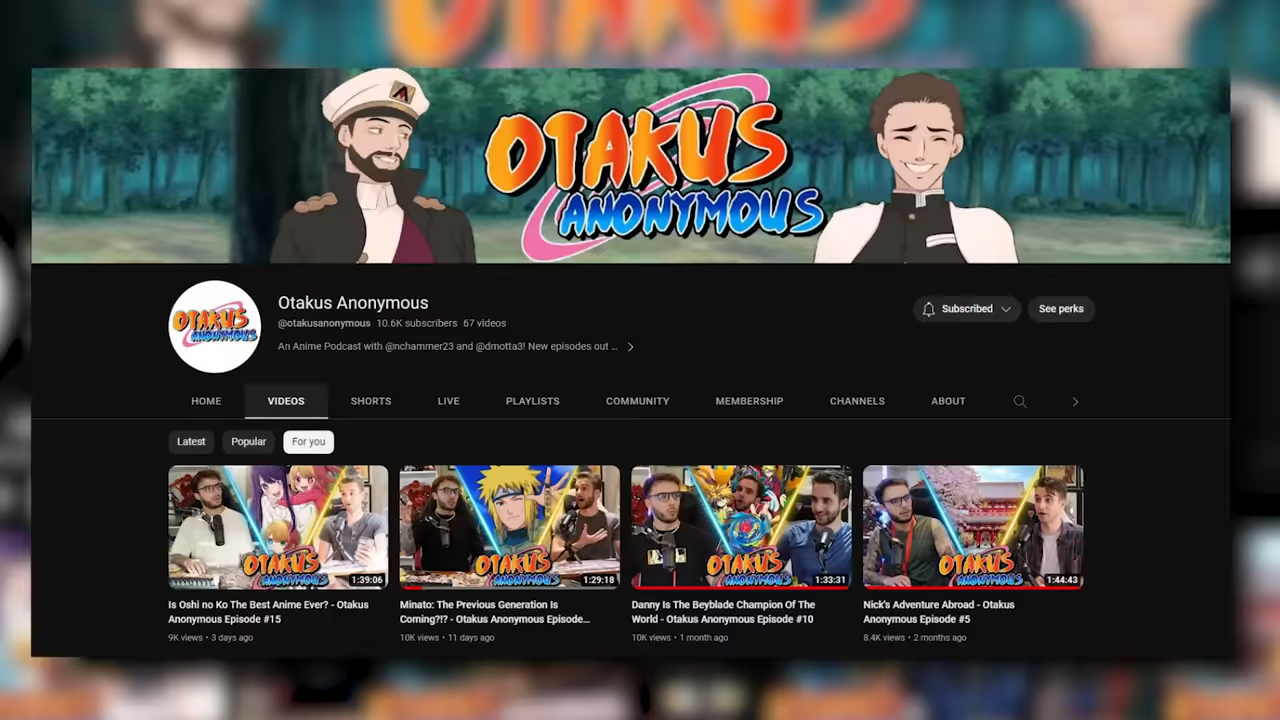 OTAKUS
ANONYMOUS
OTAKUS
ANONYMOUS
Otakus Anonymous
@otakusanonymous 10.6K subscribers 67 videos
An Anime Podcast with @nchammer23 and @dmotta3! New episodes out ...
Subscribed
See perks
HOME VIDEOS SHORTS LIVE PLAYLISTS COMMUNITY MEMBERSHIP CHANNELS ABOUT
Latest Popular For you
OTAKUS
ANONYMOUS
1:39:06
OTAKUS
ANONYMOUS
1:29:18
OTAKUS
ANONYMOUS
1:33:31
OTAKUS
ANONYMOUS
1:44:43
Is Oshi no Ko The Best Anime Ever? - Otakus
Anonymous Episode #15
9K views • 3 days ago
Minato: The Previous Generation Is
Coming?!? - Otakus Anonymous Episode...
10K views • 11 days ago
Danny Is The Beyblade Champion Of The
World - Otakus Anonymous Episode #10
10K views • 1 month ago
Nick's Adventure Abroad - Otakus
Anonymous Episode #5
8.4K views • 2 months ago